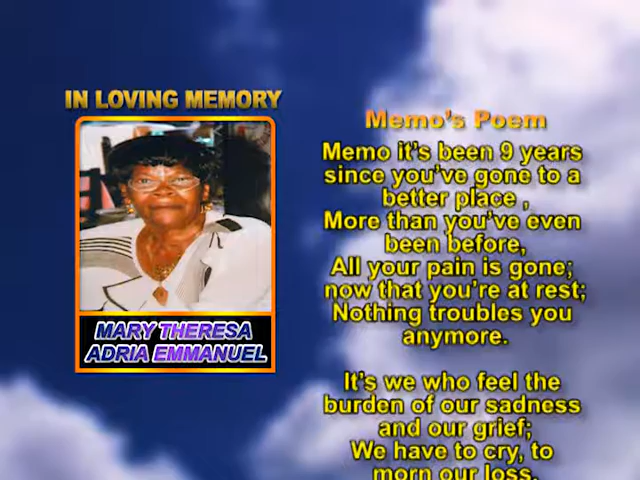 IN LOVING MEMORY
MARY THERESA
ADRIA EMMANUEL
Memo's Poem
Memo it's been 9 years
since you've gone to a
better place ,
More than you've even
been before,
All your pain is gone;
now that you're at rest;
Nothing troubles you
anymore.
It's we who feel the
burden of our sadness
and our grief;
We have to cry, to
morn our loss,